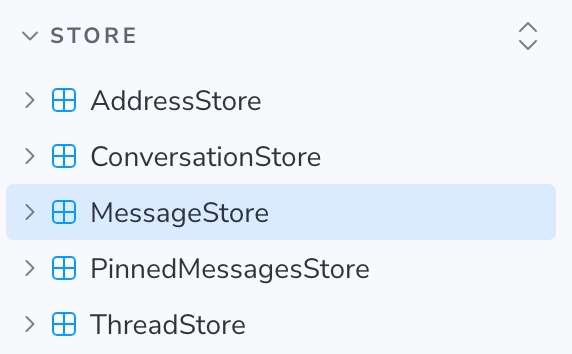 STORE
AddressStore
ConversationStore
MessageStore
PinnedMessagesStore
ThreadStore